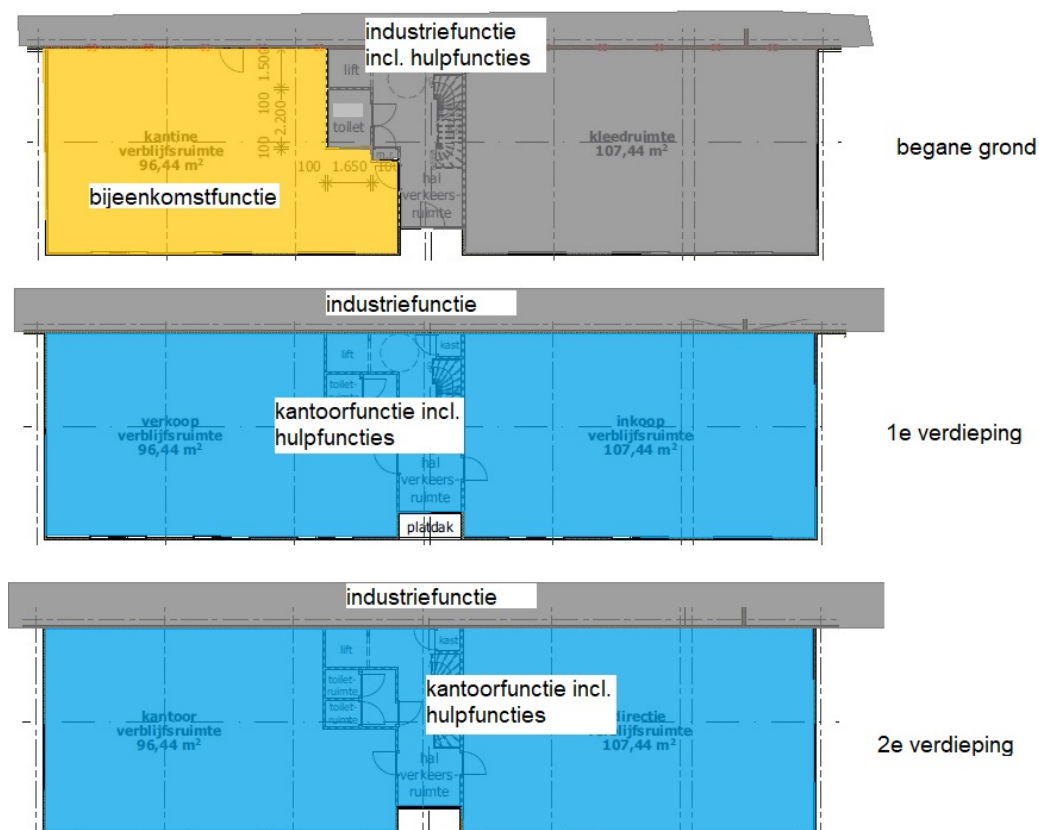 industriefunctie
incl. hulpfuncties
lift
1.500
100
2.200
100
toilet
kantine
verblijfsruimte
96,44 m²
100 1.650 100
m.k.
bijeenkomstfunctie
hal
verkeers-
ruimte
kleedruimte
107,44 m²
begane grond
industriefunctie
lift
kast
toilet-
ruimte
verkoop
verblijfsruimte
96,44 m²
kantoorfunctie incl.
hulpfuncties
inkoop
verblijfsruimte
107,44 m²
hal
verkeers-
ruimte
platdak
1e verdieping
industriefunctie
lift
kast
toilet-
ruimte
toilet-
ruimte
kantoor
verblijfsruimte
96,44 m²
kantoorfunctie incl.
hulpfuncties
directie
verblijfsruimte
107,44 m²
hal
verkeers-
ruimte
2e verdieping